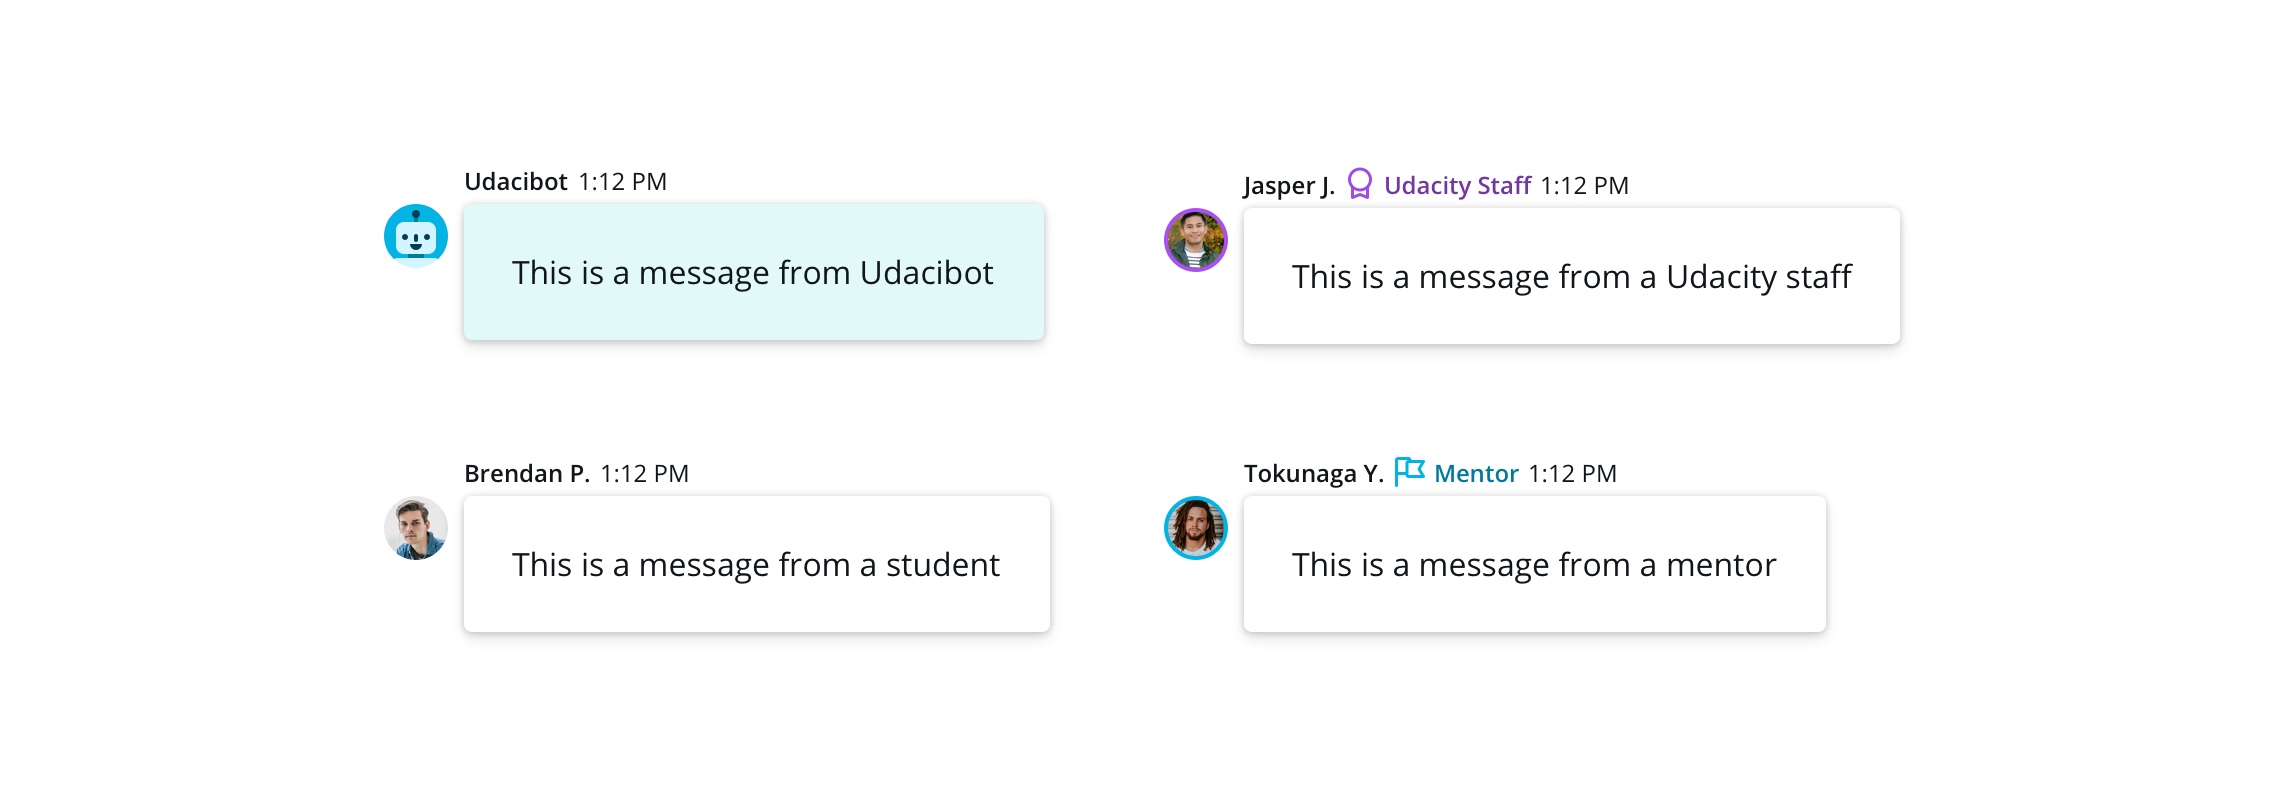 Udacibot 1:12 PM
This is a message from Udacibot
Jasper J. Udacity Staff 1:12 PM
This is a message from a Udacity staff
Brendan P. 1:12 PM
This is a message from a student
Tokunaga Y. Mentor 1:12 PM
This is a message from a mentor